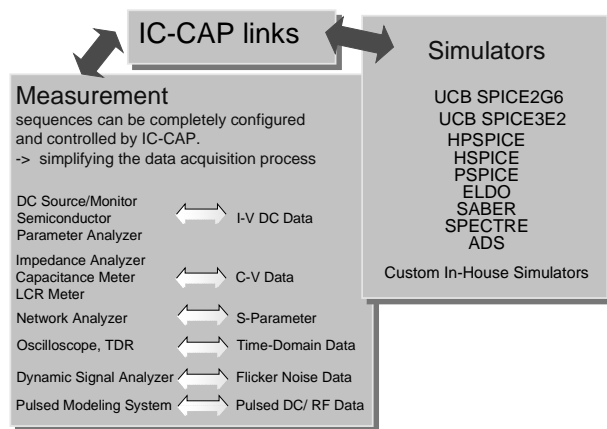 IC-CAP links
Simulators
UCB SPICE2G6
UCB SPICE3E2
HPSPICE
HSPICE
PSPICE
ELDO
SABER
SPECTRE
ADS
Custom In-House Simulators
Measurement
sequences can be completely configured
and controlled by IC-CAP.
-> simplifying the data acquisition process
DC Source/Monitor
Semiconductor
Parameter Analyzer
I-V DC Data
Impedance Analyzer
Capacitance Meter
LCR Meter
C-V Data
Network Analyzer
S-Parameter
Oscilloscope, TDR
Time-Domain Data
Dynamic Signal Analyzer
Flicker Noise Data
Pulsed Modeling System
Pulsed DC/ RF Data